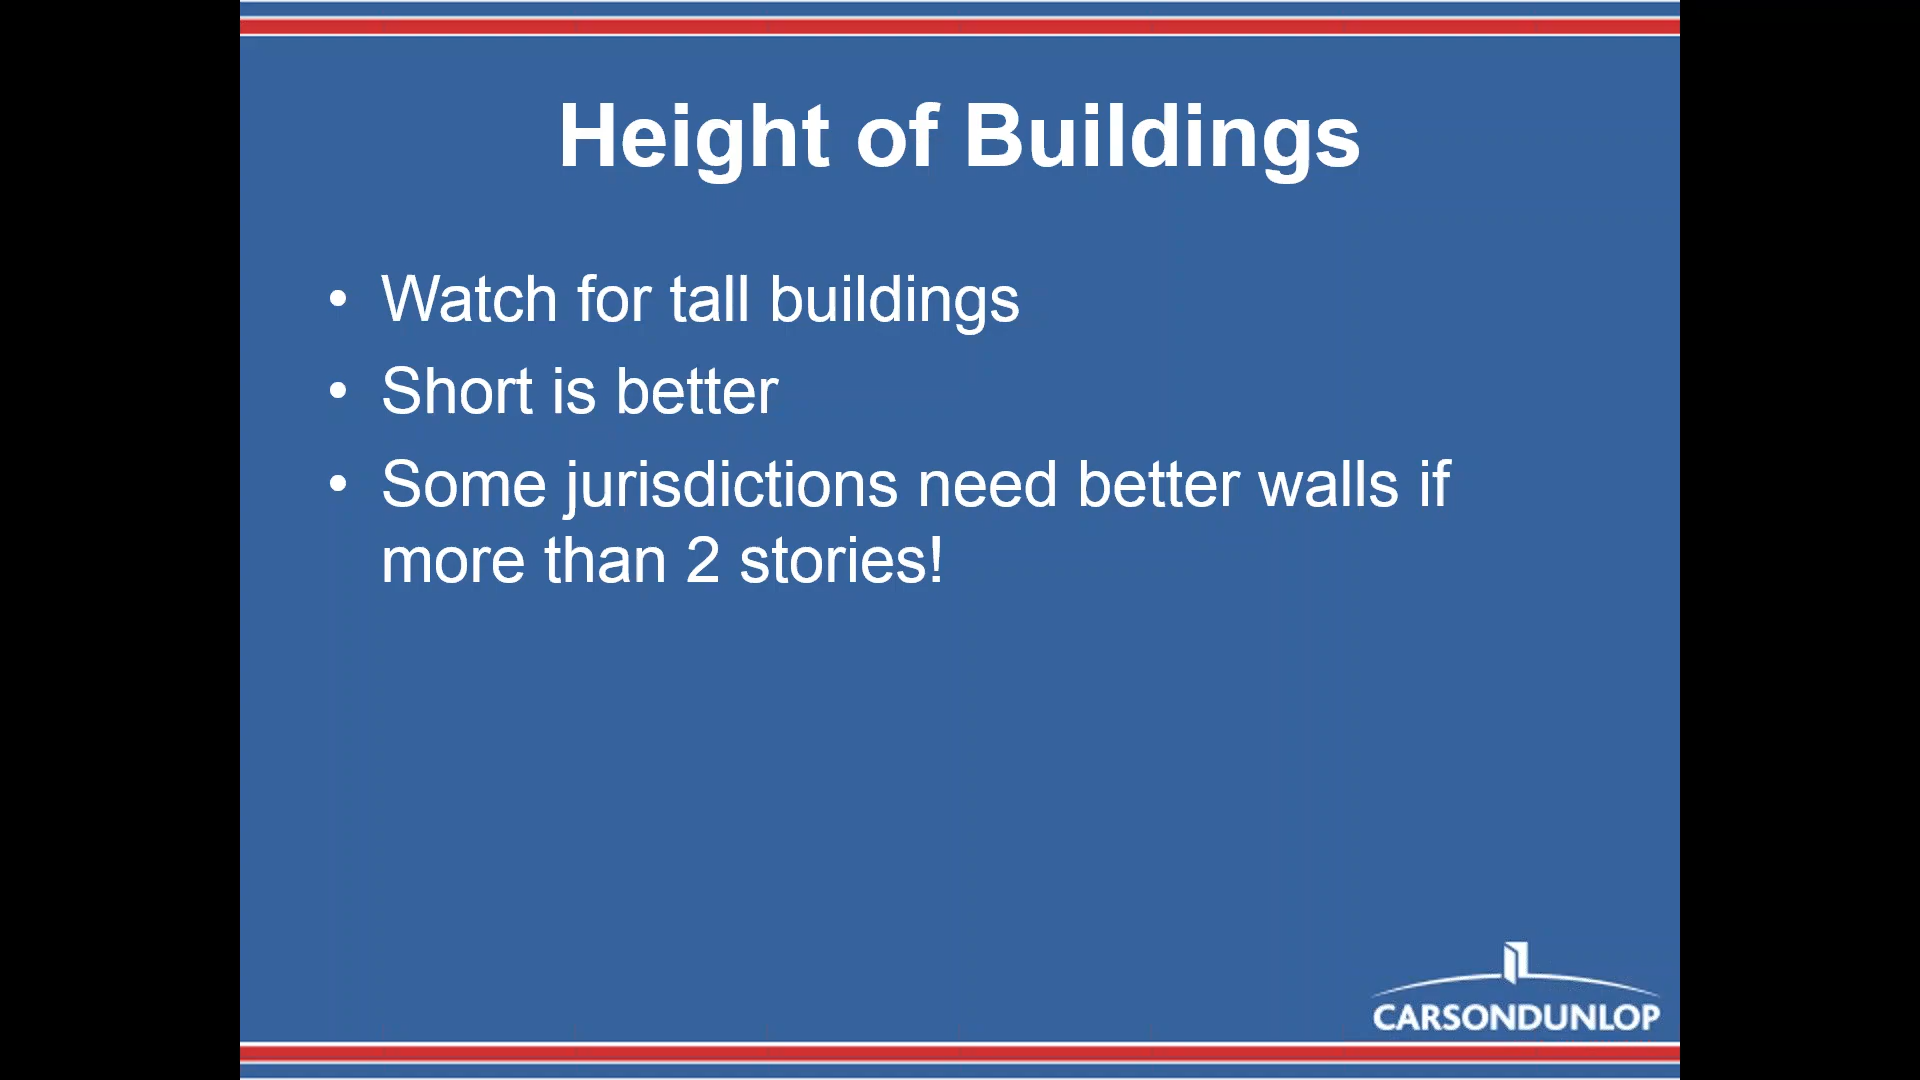 Height of Buildings
• Watch for tall buildings
• Short is better
• Some jurisdictions need better walls if
more than 2 stories!
CARSONDUNLOP